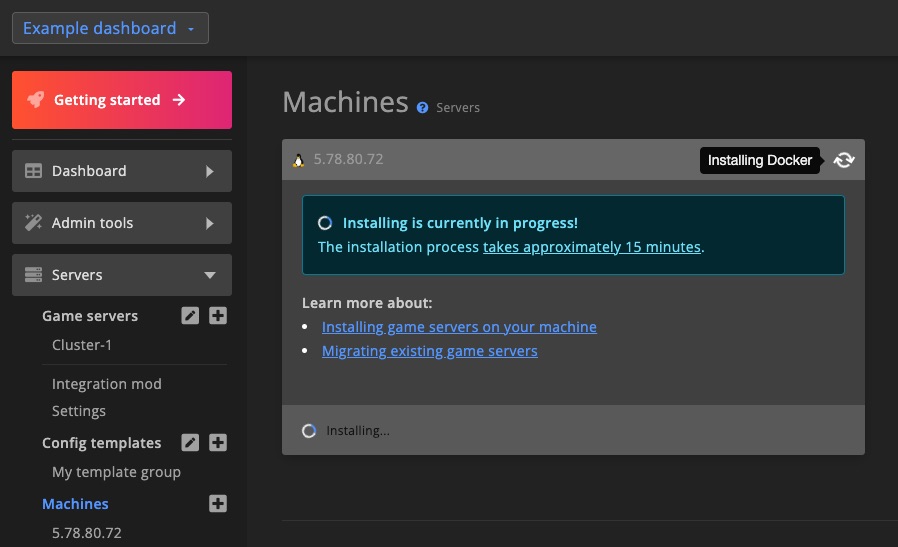 Example dashboard
Getting started
Dashboard
Admin tools
Servers
Game servers
Cluster-1
Integration mod
Settings
Config templates
My template group
Machines
5.78.80.72
Machines ? Servers
5.78.80.72
Installing Docker
Installing is currently in progress!
The installation process takes approximately 15 minutes.
Learn more about:
• Installing game servers on your machine
• Migrating existing game servers
Installing...